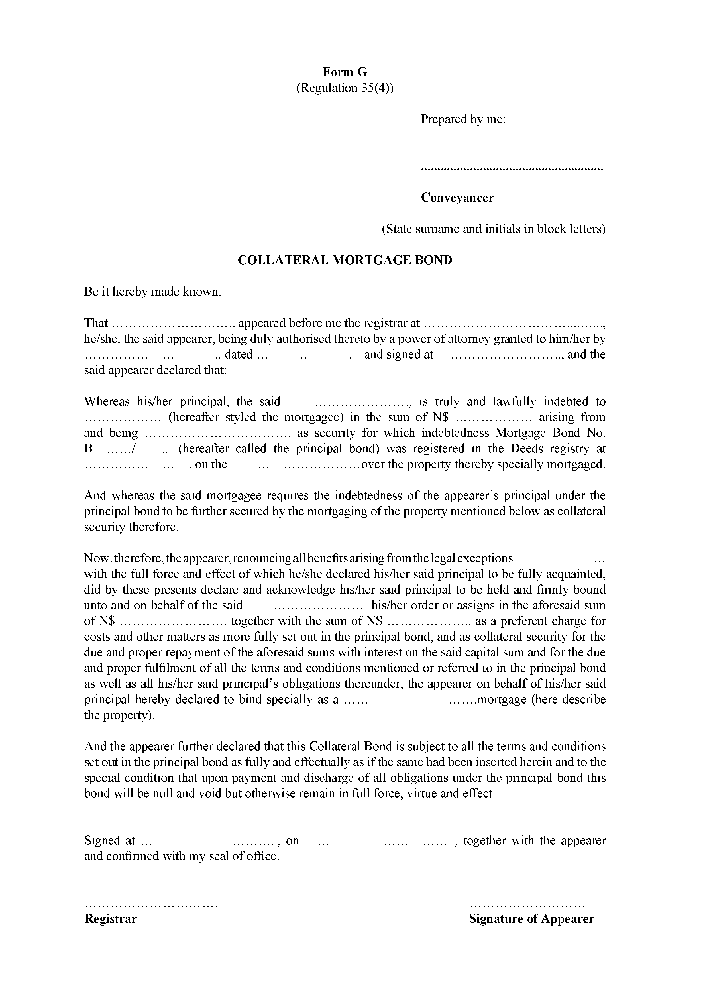 Form G
(Regulation 35(4))
Prepared by me:
........................................................
Conveyancer
(State surname and initials in block letters)
COLLATERAL MORTGAGE BOND
Be it hereby made known:
That ……………………….. appeared before me the registrar at …………………………………...…..,
he/she, the said appearer, being duly authorised thereto by a power of attorney granted to him/her by
………………………….. dated …………………… and signed at ……………………….., and the
said appearer declared that:
Whereas his/her principal, the said ………………………., is truly and lawfully indebted to
……………… (hereafter styled the mortgagee) in the sum of N$ ……………… arising from
and being ……………………………. as security for which indebtedness Mortgage Bond No.
B………/……... (hereafter called the principal bond) was registered in the Deeds registry at
……………………. on the …………………………over the property thereby specially mortgaged.
And whereas the said mortgagee requires the indebtedness of the appearer’s principal under the
principal bond to be further secured by the mortgaging of the property mentioned below as collateral
security therefore.
Now, therefore, the appearer, renouncing all benefits arising from the legal exceptions …………………
with the full force and effect of which he/she declared his/her said principal to be fully acquainted,
did by these presents declare and acknowledge his/her said principal to be held and firmly bound
unto and on behalf of the said ………………………. his/her order or assigns in the aforesaid sum
of N$ ……………………. together with the sum of N$ ……………….. as a preferent charge for
costs and other matters as more fully set out in the principal bond, and as collateral security for the
due and proper repayment of the aforesaid sums with interest on the said capital sum and for the due
and proper fulfilment of all the terms and conditions mentioned or referred to in the principal bond
as well as all his/her said principal’s obligations thereunder, the appearer on behalf of his/her said
principal hereby declared to bind specially as a ………………………….mortgage (here describe
the property).
And the appearer further declared that this Collateral Bond is subject to all the terms and conditions
set out in the principal bond as fully and effectually as if the same had been inserted herein and to the
special condition that upon payment and discharge of all obligations under the principal bond this
bond will be null and void but otherwise remain in full force, virtue and effect.
Signed at ………………………….., on …………………………….., together with the appearer
and confirmed with my seal of office.
…………………………. ………………………
Registrar Signature of Appearer